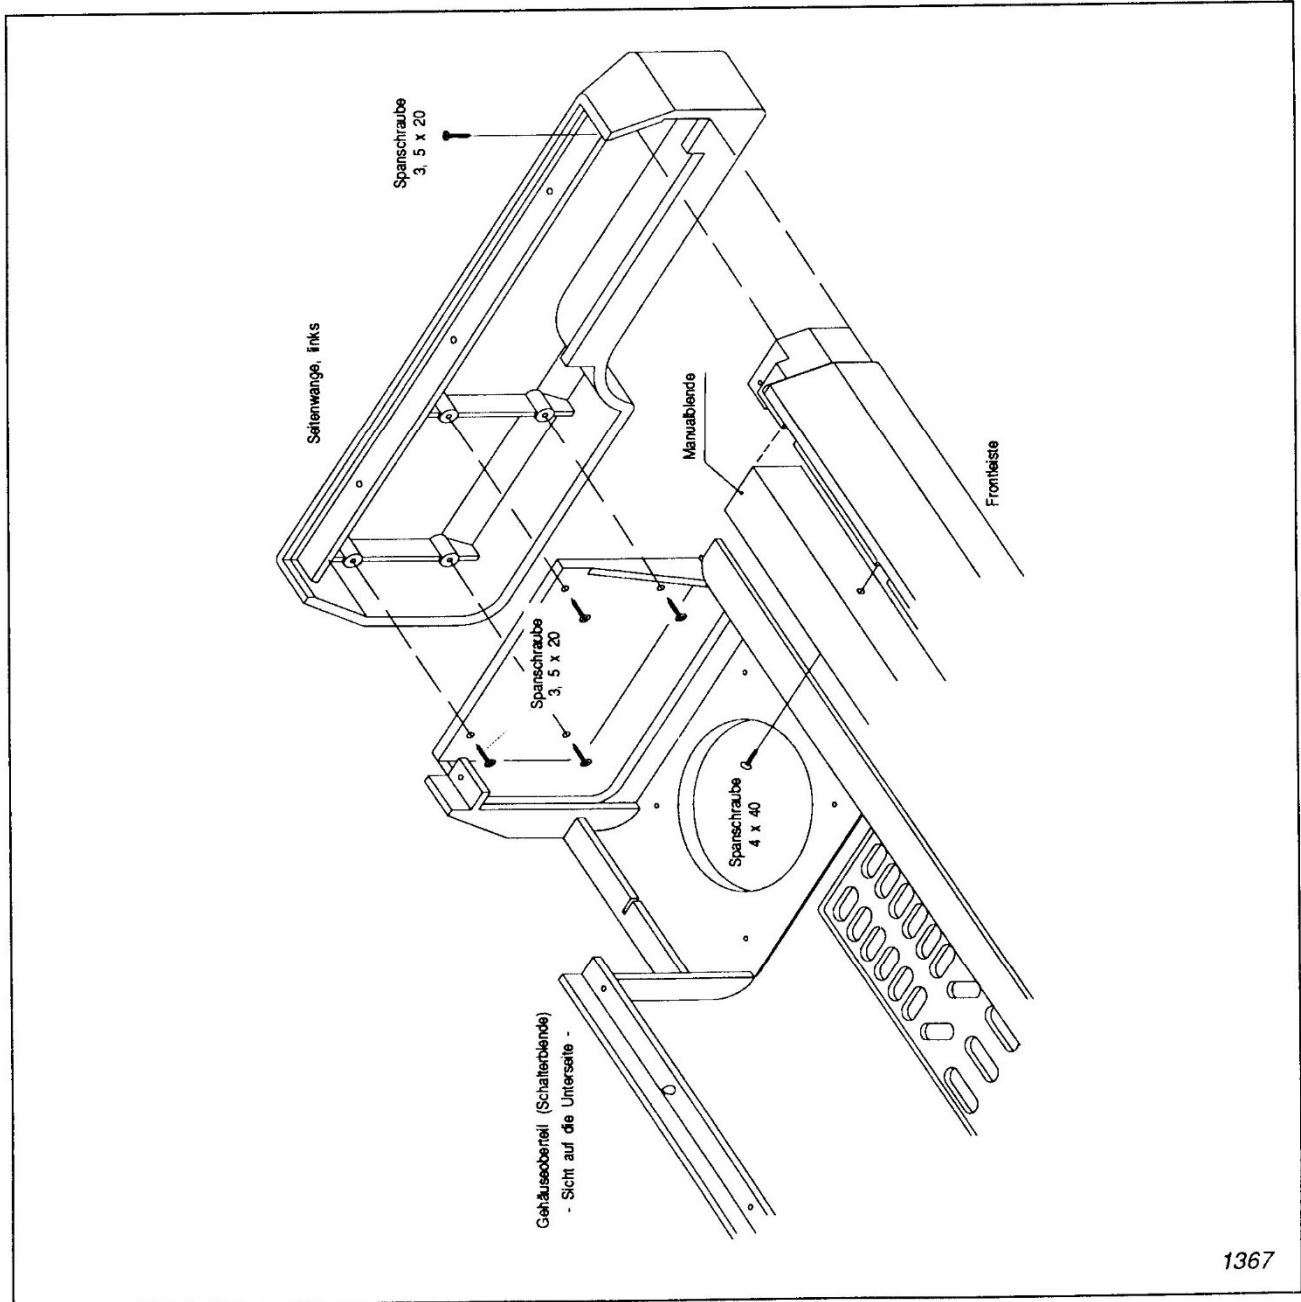 Spanschraube
3, 5 x 20
Seitenwange, links
Manualblende
Frontleiste
Spanschraube
3, 5 x 20
Spanschraube
4 x 40
Gehäuseoberteil (Schalterblende)
- Sicht auf die Unterseite -
1367